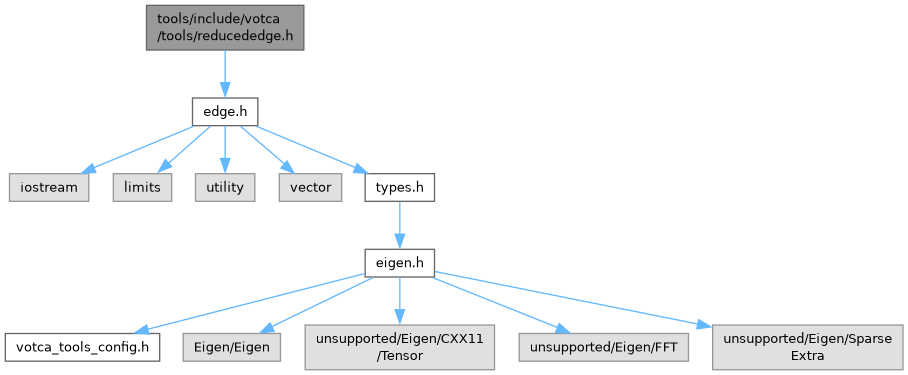 tools/include/votca
/tools/reducededge.h
edge.h
iostream
limits
utility
vector
types.h
eigen.h
votca_tools_config.h
Eigen/Eigen
unsupported/Eigen/CXX11
/Tensor
unsupported/Eigen/FFT
unsupported/Eigen/Sparse
Extra